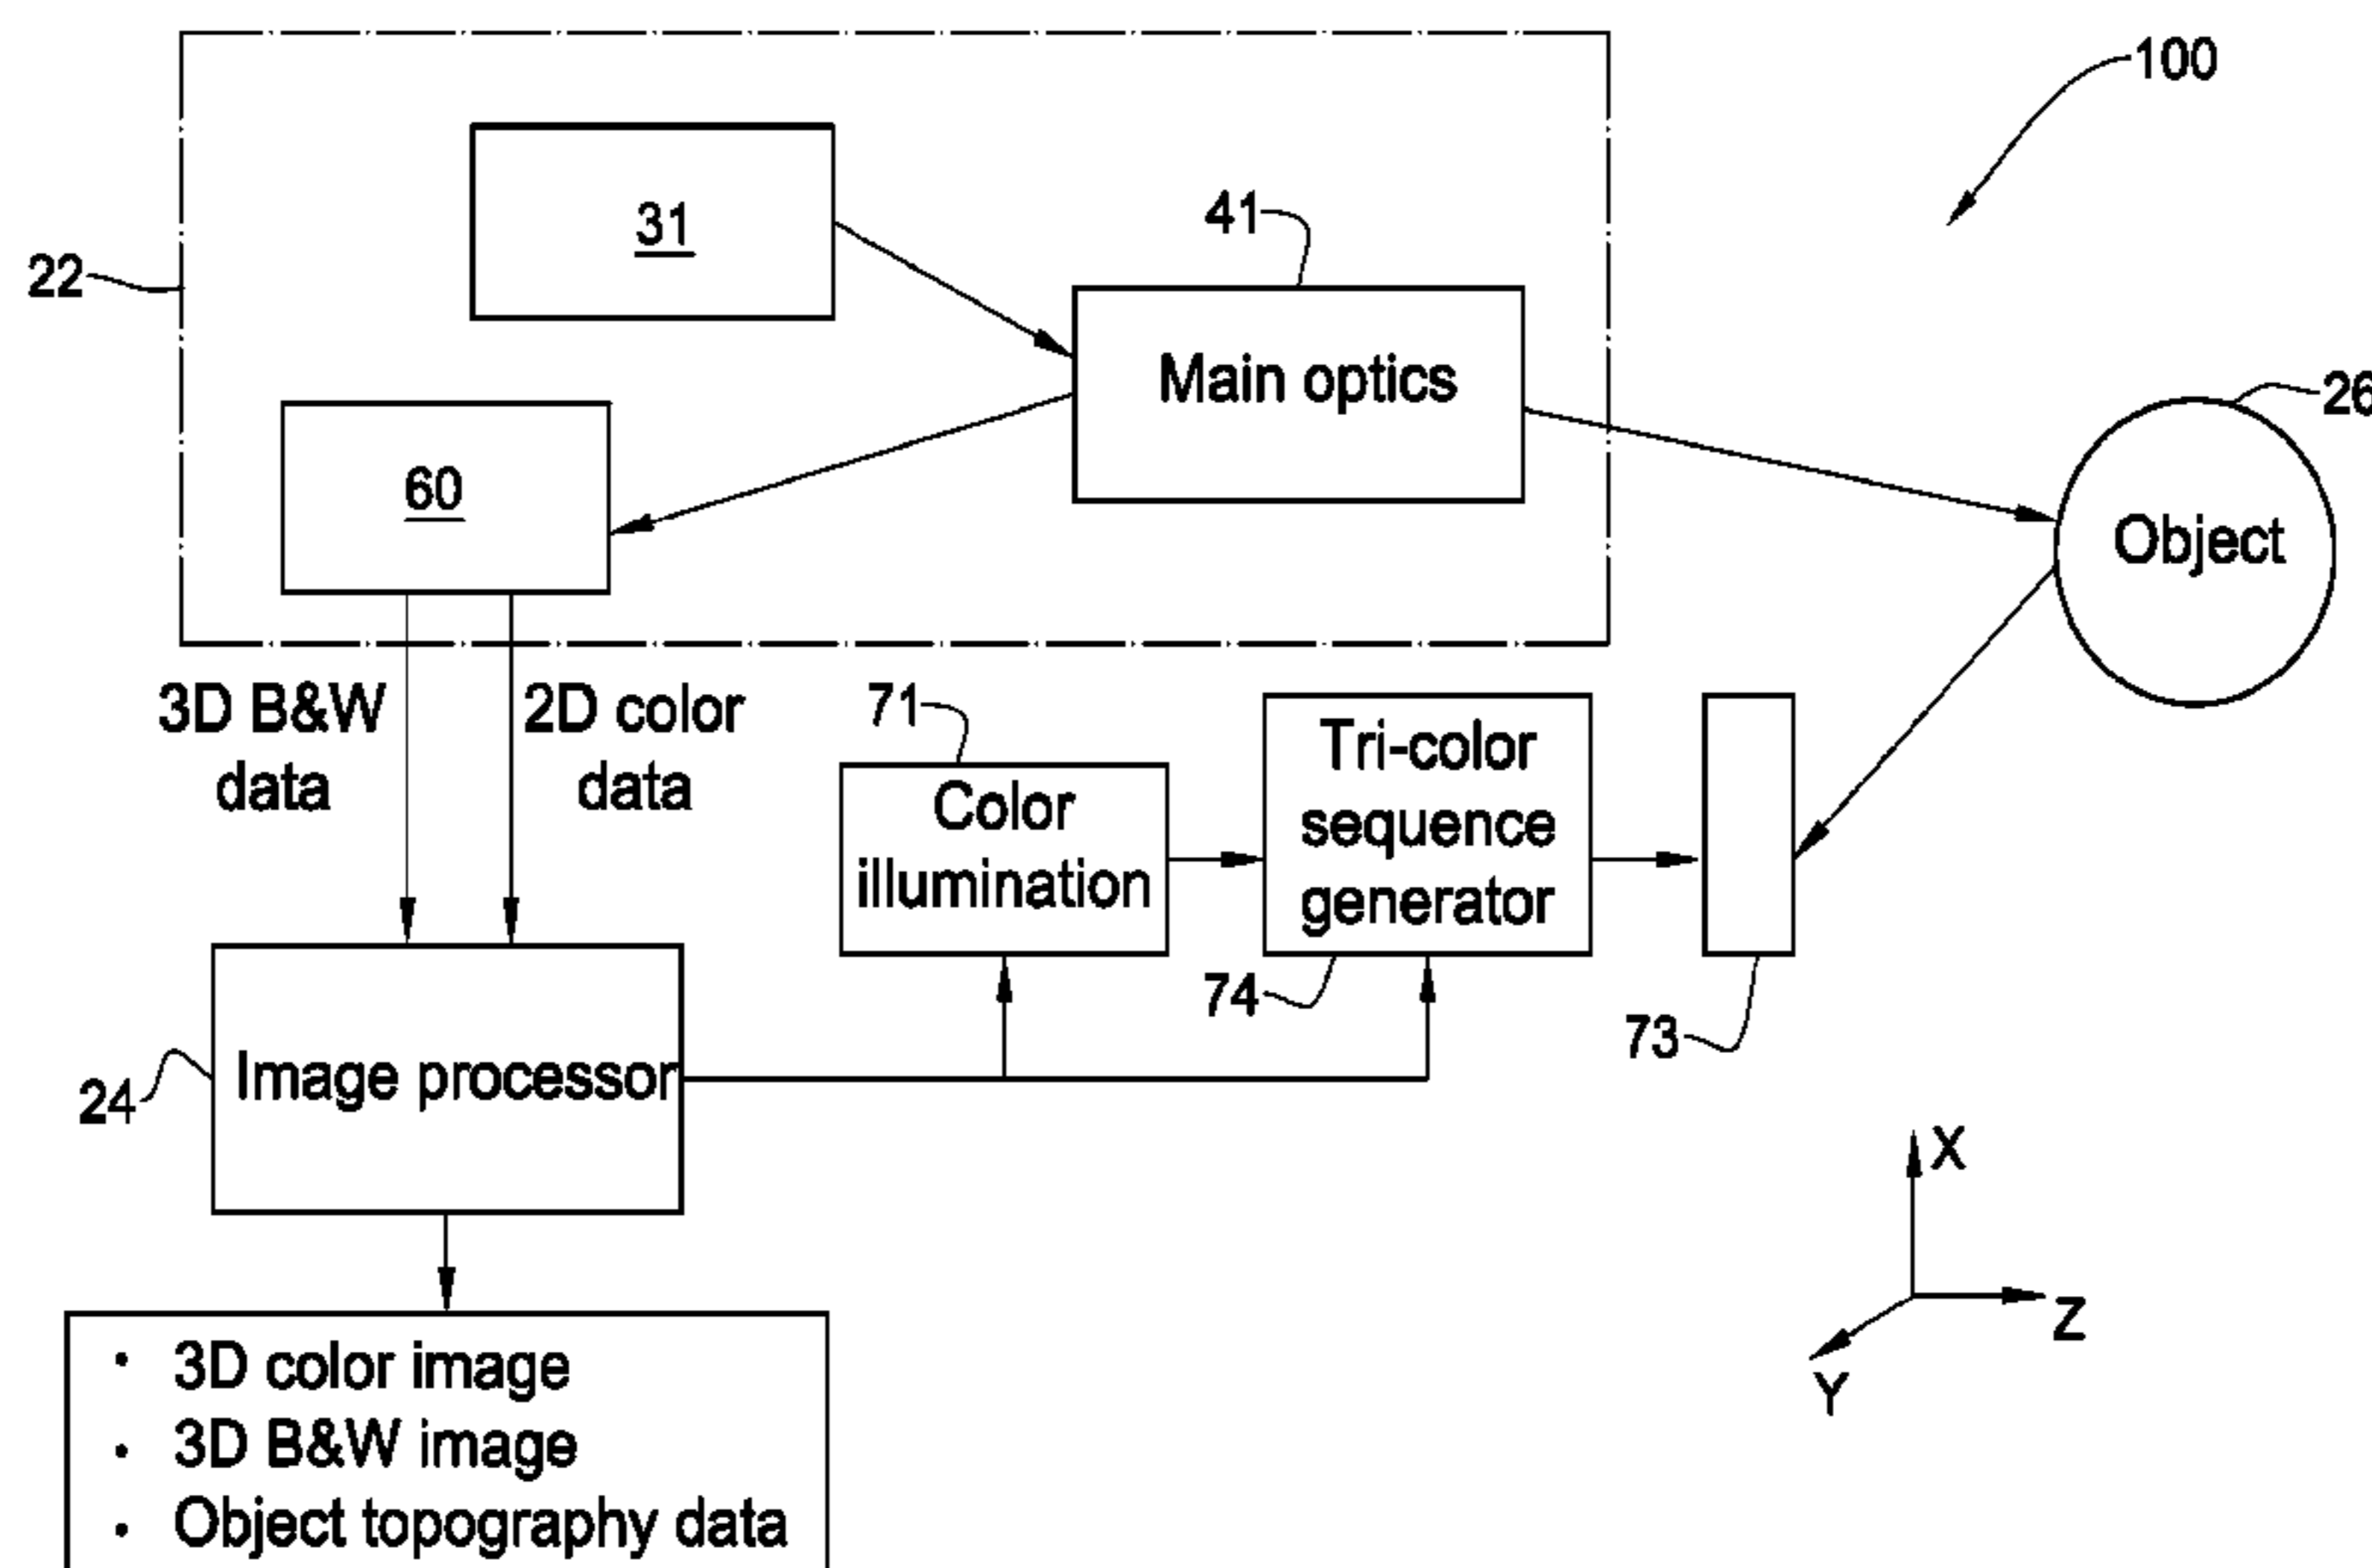 100
31
41
22
Main optics
26
60
Object
3D B&W
data
2D color
data
71
Color
illumination
Tri-color
sequence
generator
74
73
24
Image processor
X
Z
Y
• 3D color image
• 3D B&W image
• Object topography data